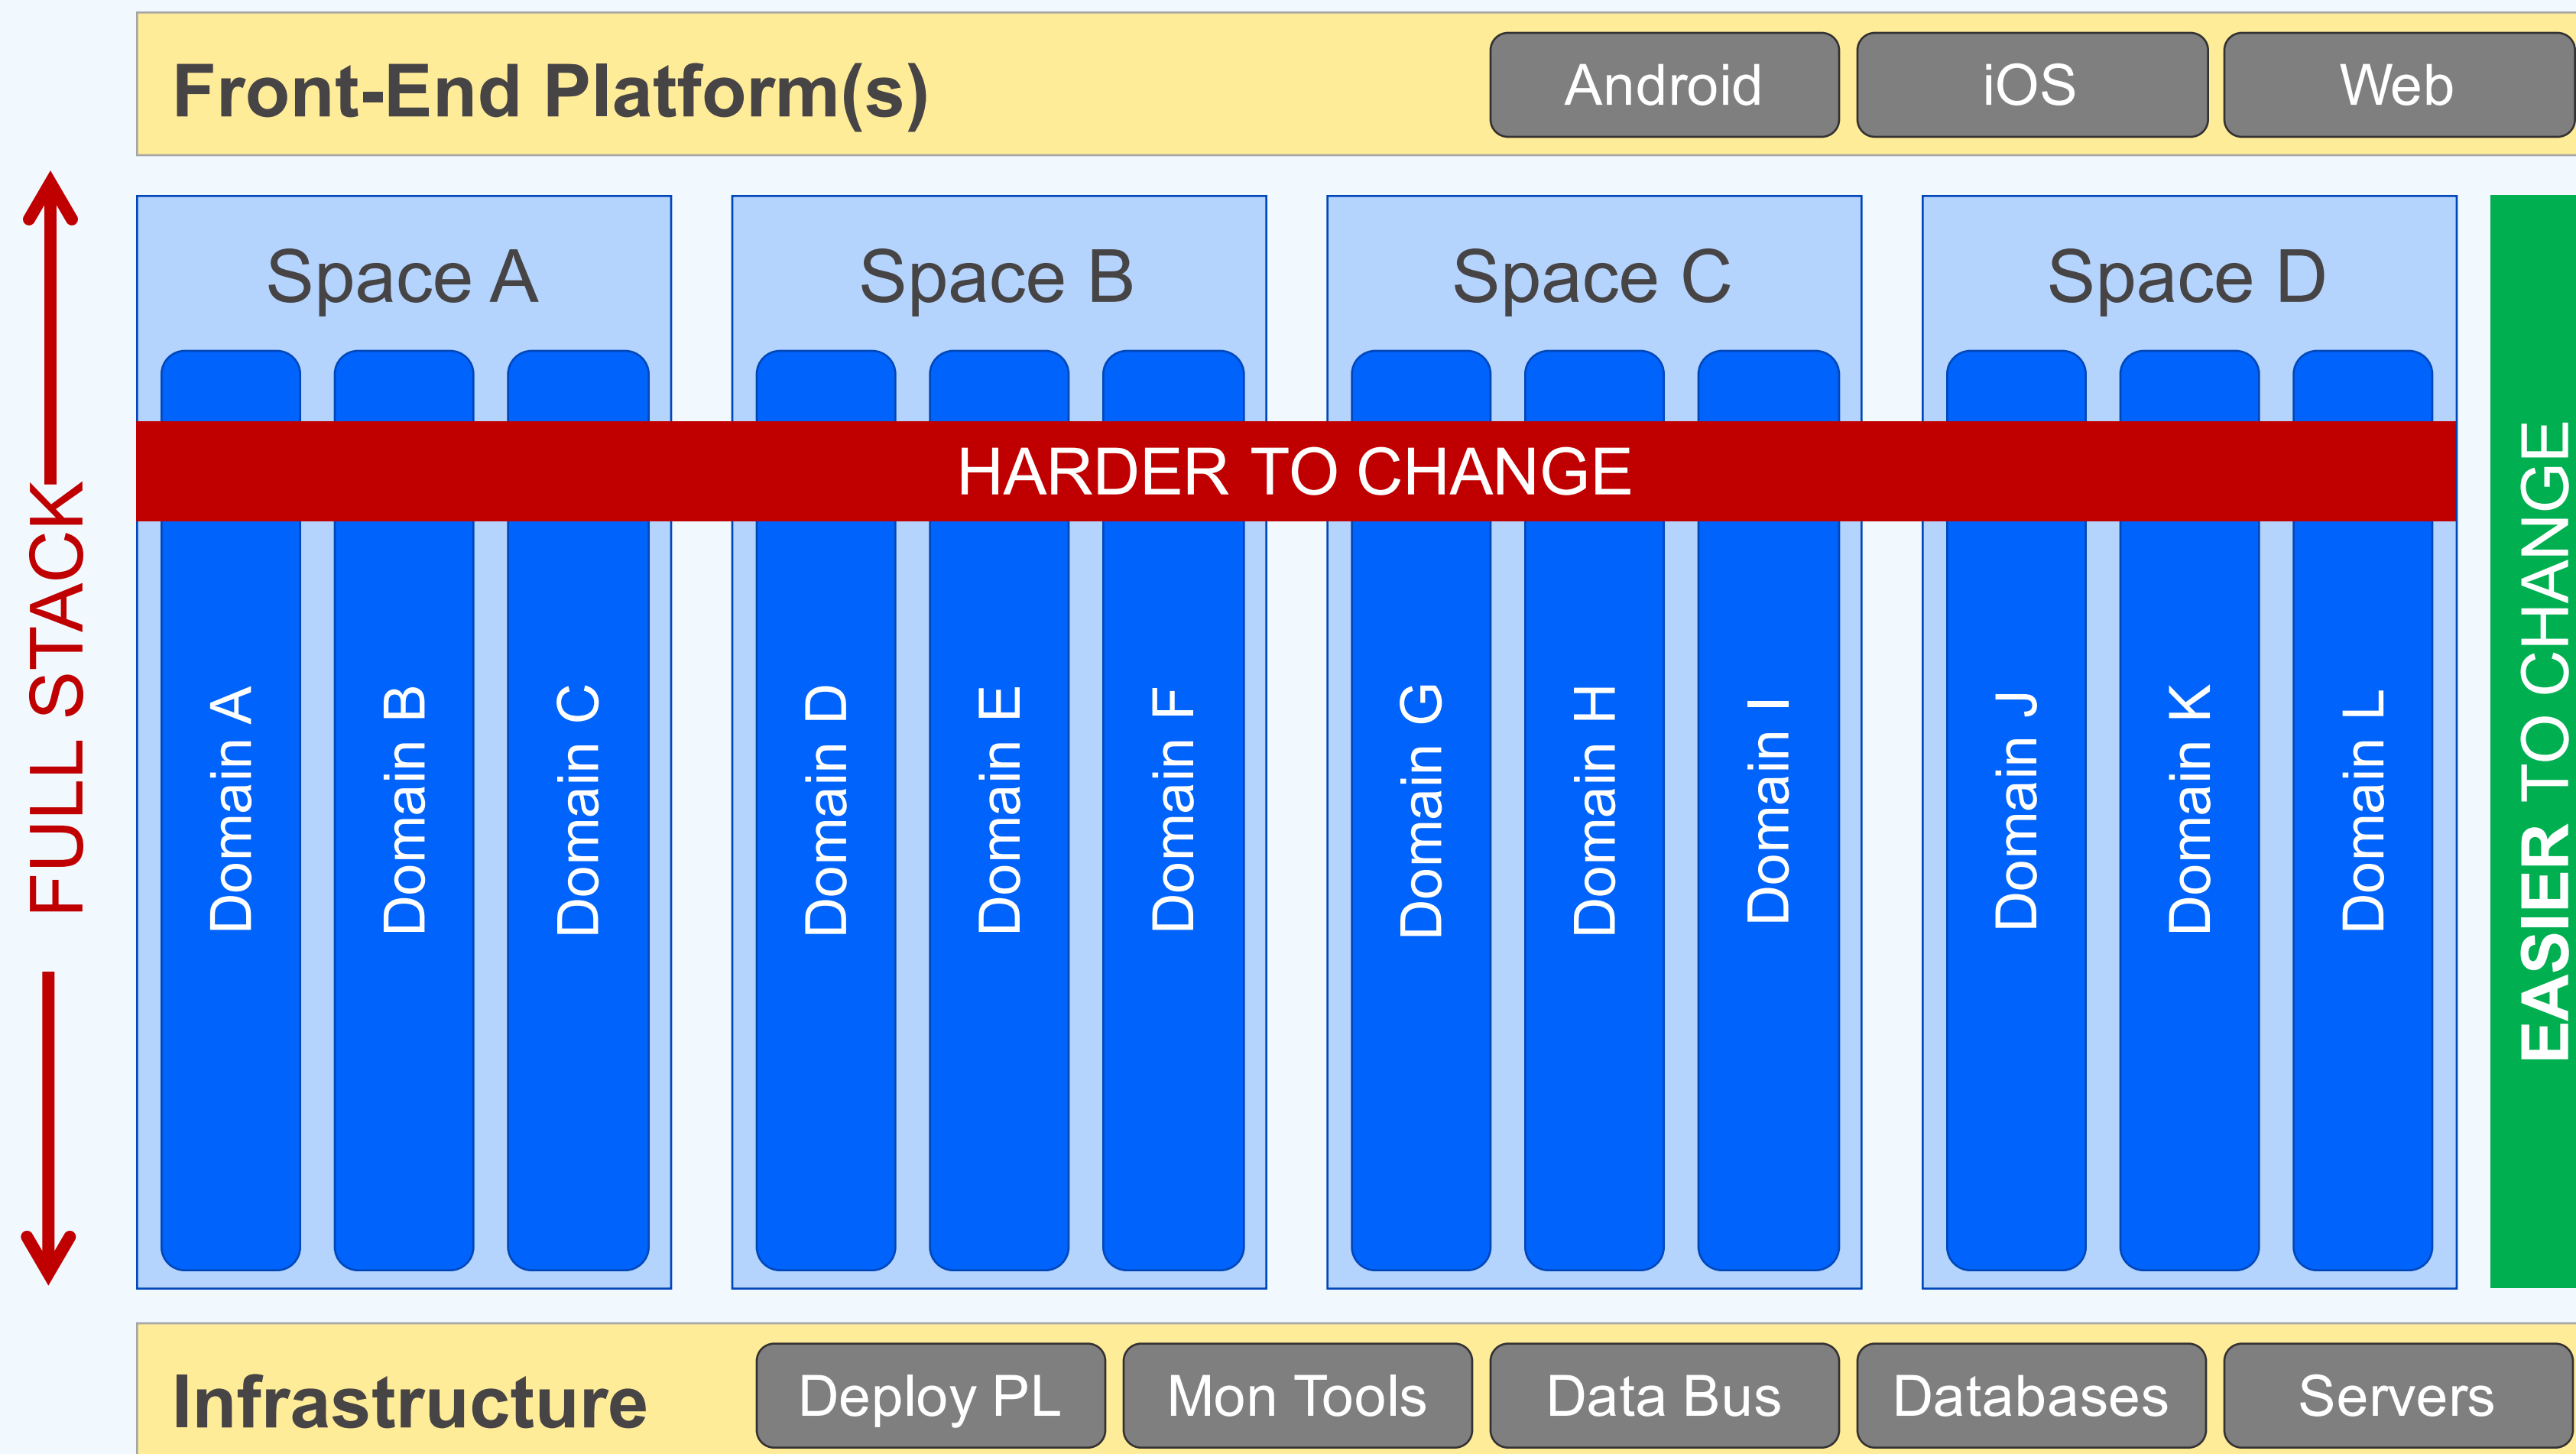 Front-End Platform(s)
Android
iOS
Web
FULL STACK
Space A
Space B
Space C
Space D
HARDER TO CHANGE
Domain A
Domain B
Domain C
Domain D
Domain E
Domain F
Domain G
Domain H
Domain I
Domain J
Domain K
Domain L
EASIER TO CHANGE
Infrastructure
Deploy PL
Mon Tools
Data Bus
Databases
Servers